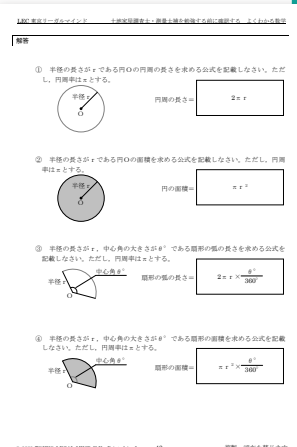 LEC東京リーガルマインド 土地家屋調査士・測量士補を勉強する前に確認する よくわかる数学
解答
① 半径の長さがrである円Oの円周の長さを求める公式を記載しなさい。ただ
し、円周率はπとする。
半径r
O
円周の長さ＝
2πr
② 半径の長さがrである円Oの面積を求める公式を記載しなさい。ただし、円周
率はπとする。
半径r
O
円の面積＝
πr²
③ 半径の長さがr、中心角の大きさがθ°である扇形の弧の長さを求める公式を
記載しなさい。ただし、円周率はπとする。
中心角θ°
半径r
O
扇形の弧の長さ＝
2πr×θ°/360°
④ 半径の長さがr、中心角の大きさがθ°である扇形の面積を求める公式を記載
しなさい。ただし、円周率はπとする。
中心角θ°
半径r
O
扇形の面積＝
πr²×θ°/360°